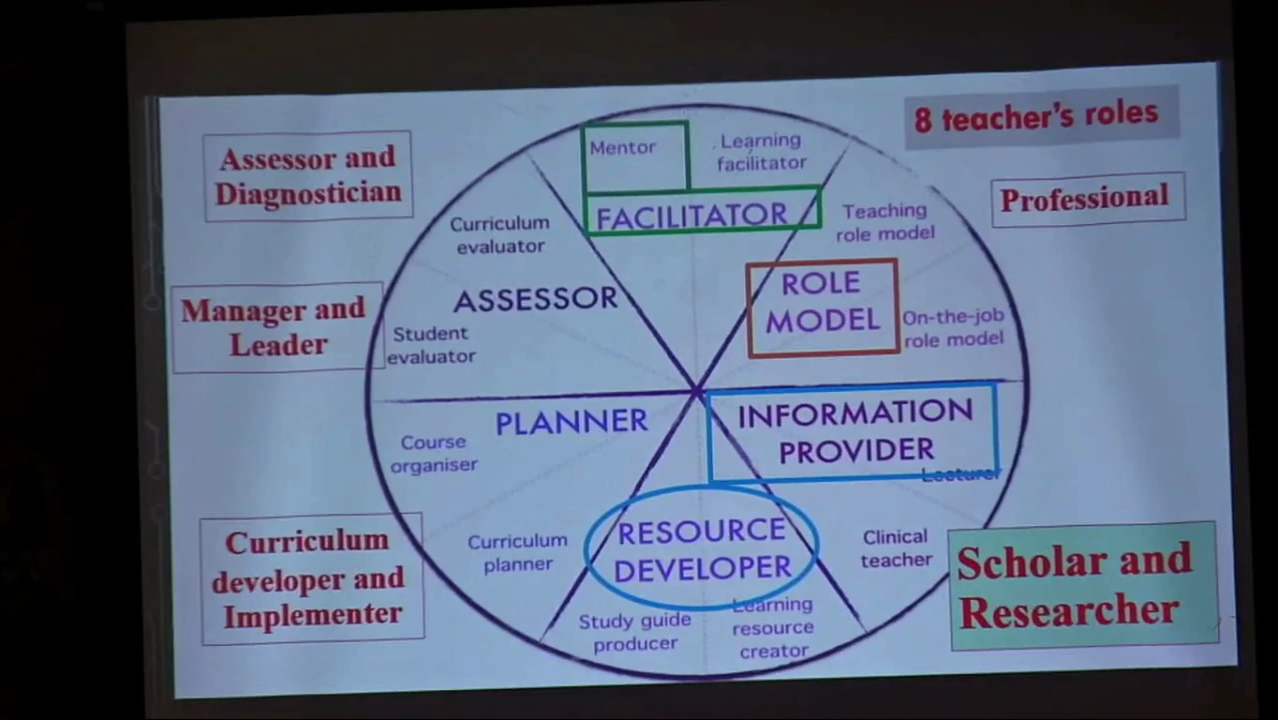 8 teacher's roles
Assessor and
Diagnostician
Professional
Manager and
Leader
Curriculum
developer and
Implementer
Scholar and
Researcher
Mentor
Learning
facilitator
FACILITATOR
Teaching
role model
ROLE
MODEL
On-the-job
role model
INFORMATION
PROVIDER
Lecturer
Clinical
teacher
RESOURCE
DEVELOPER
Learning
resource
creator
Study guide
producer
PLANNER
Curriculum
planner
Course
organiser
ASSESSOR
Student
evaluator
Curriculum
evaluator